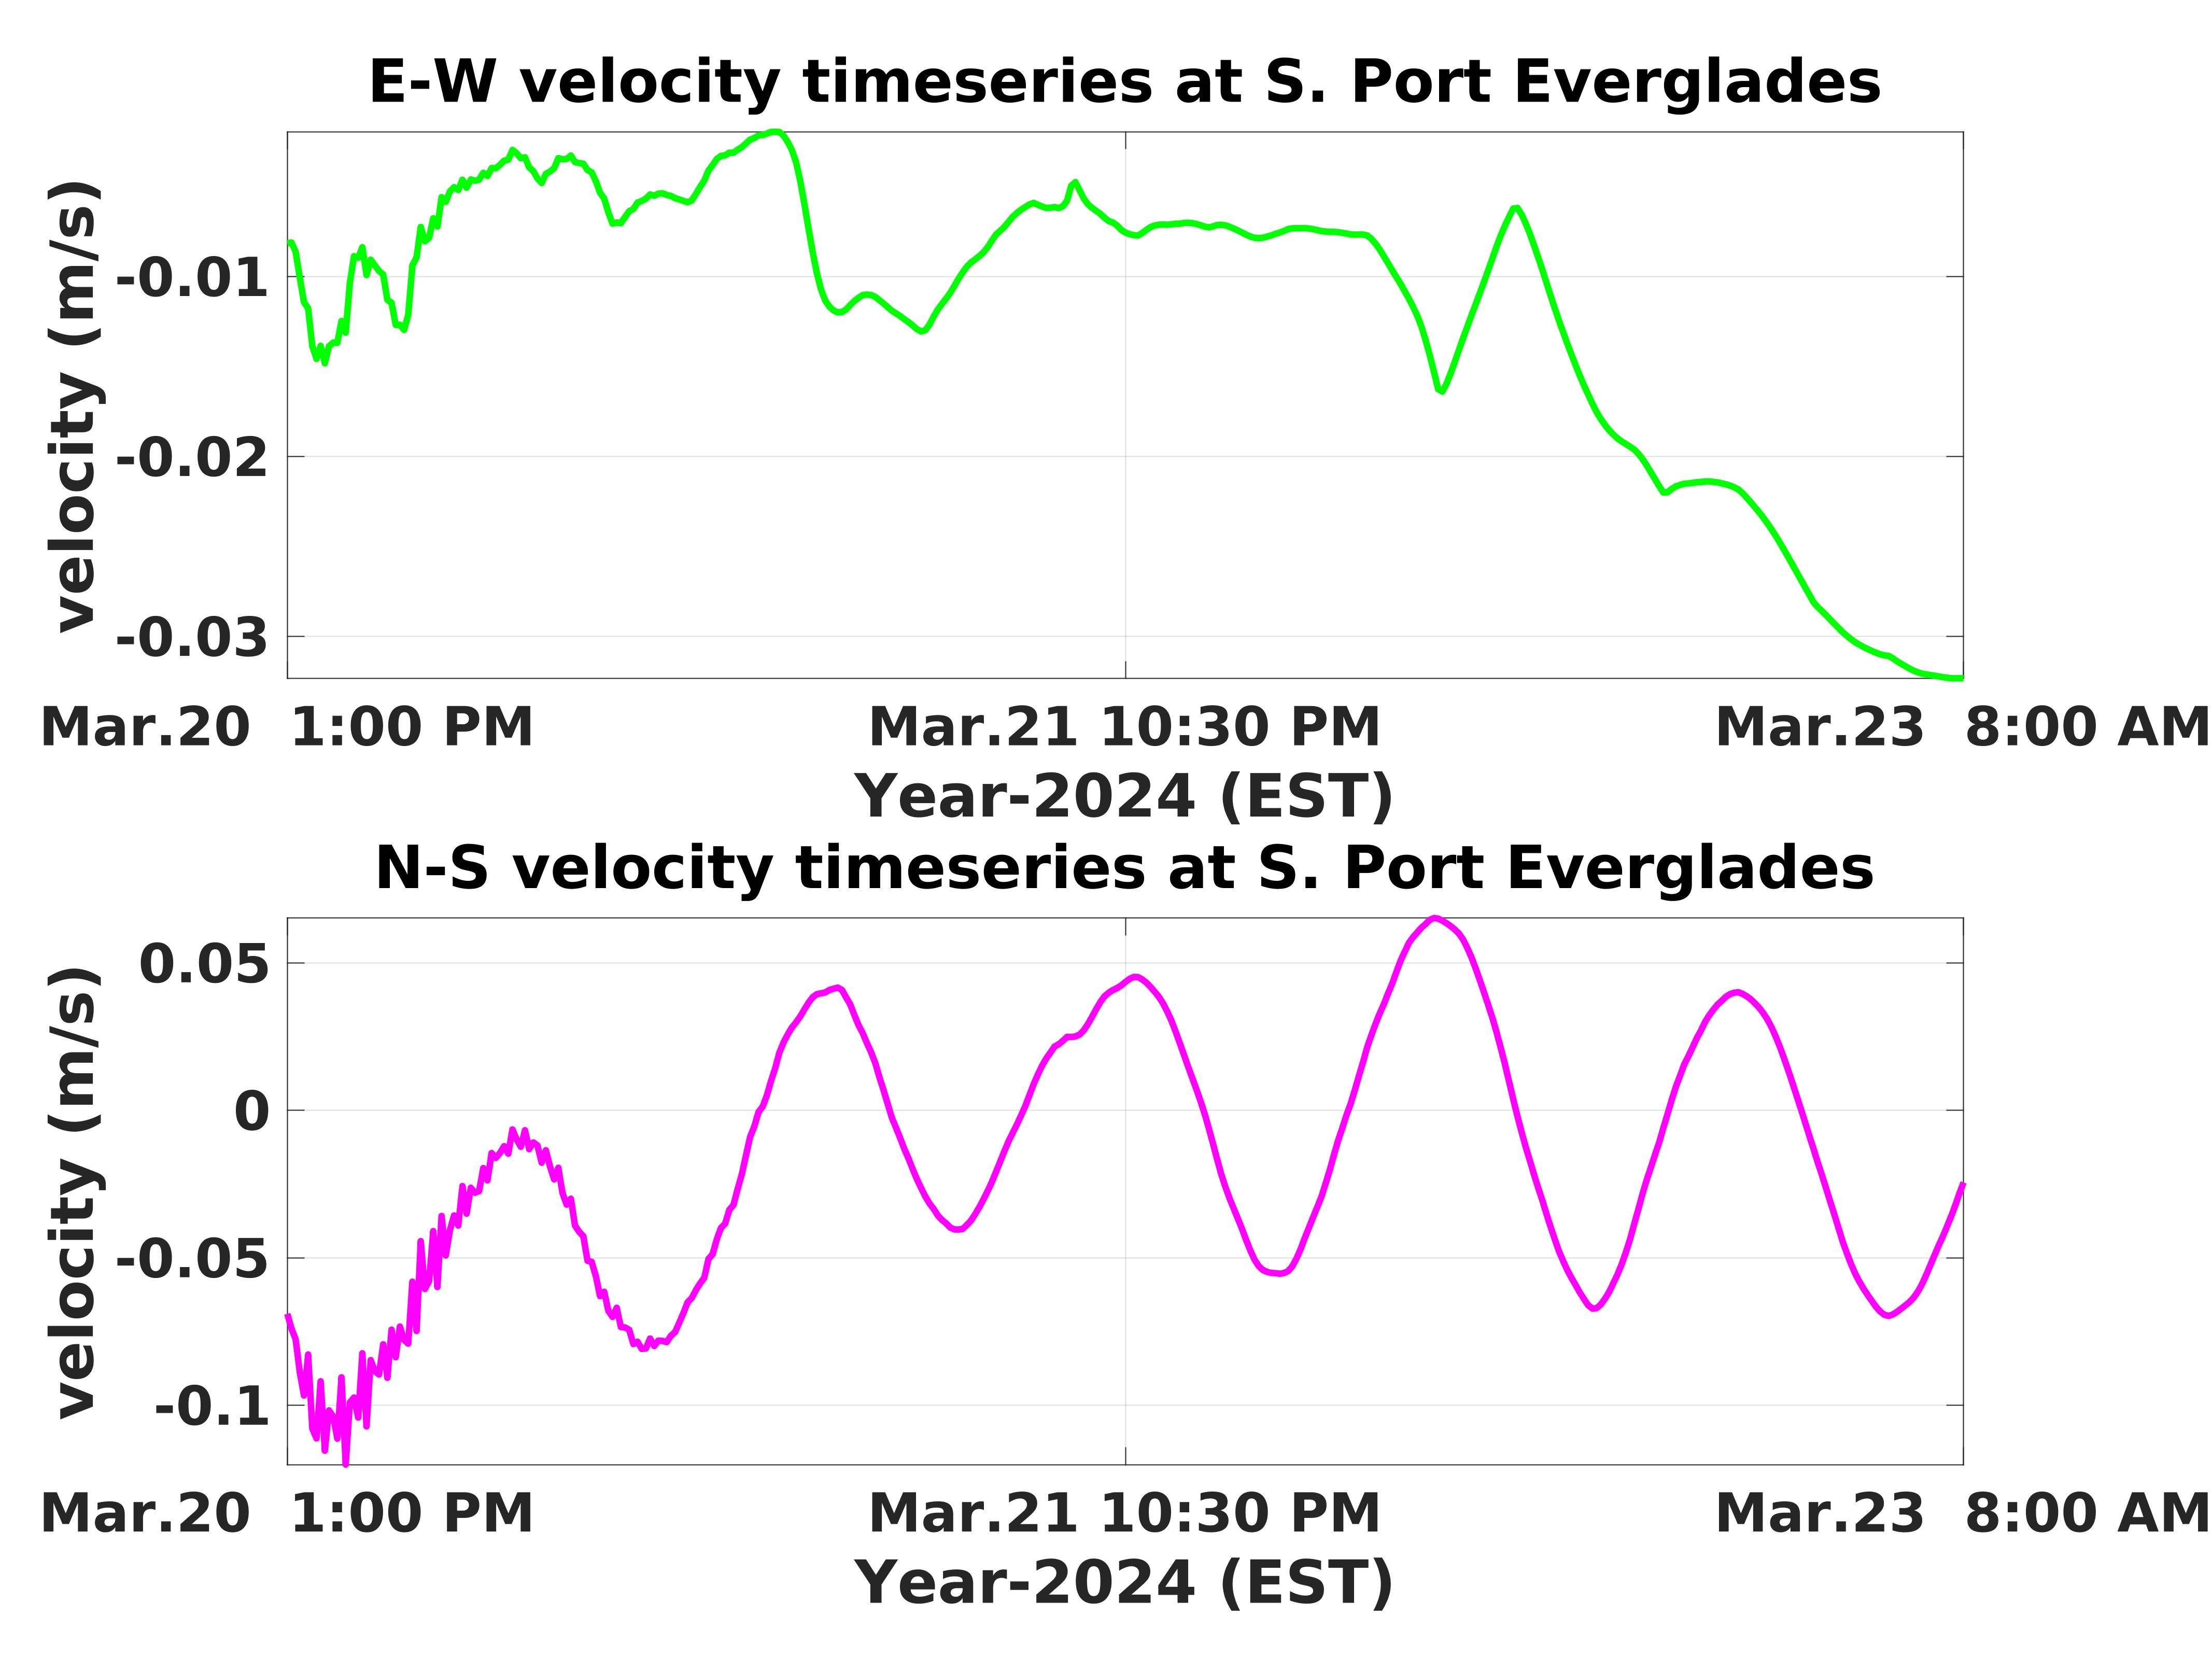 E-W velocity timeseries at S. Port Everglades
velocity (m/s)
-0.01
-0.02
-0.03
Mar.20  1:00 PM
Mar.21 10:30 PM
Mar.23  8:00 AM
Year-2024 (EST)
N-S velocity timeseries at S. Port Everglades
velocity (m/s)
0.05
0
-0.05
-0.1
Mar.20  1:00 PM
Mar.21 10:30 PM
Mar.23  8:00 AM
Year-2024 (EST)